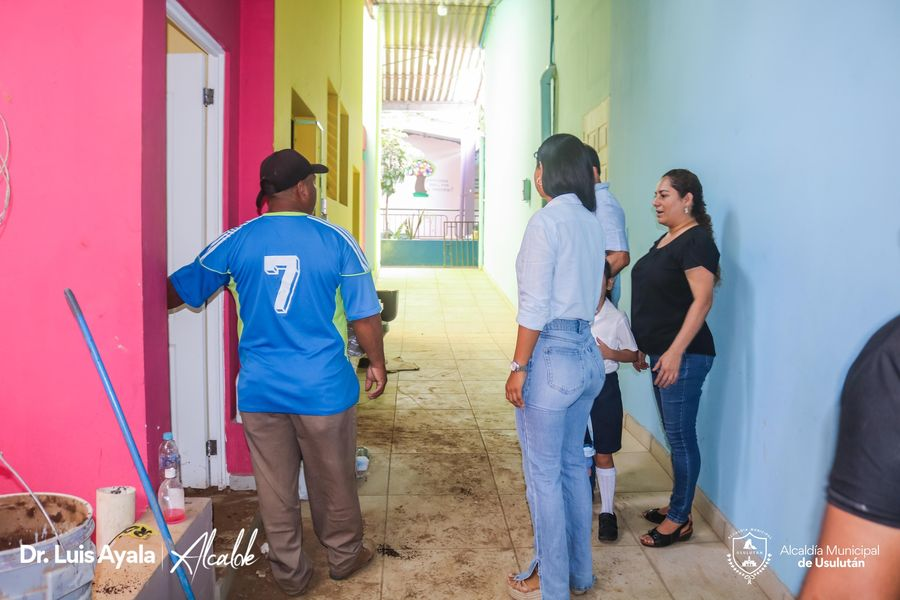 7
Dr. Luis Ayala
Alcalde
Alcaldía Municipal
de Usulután